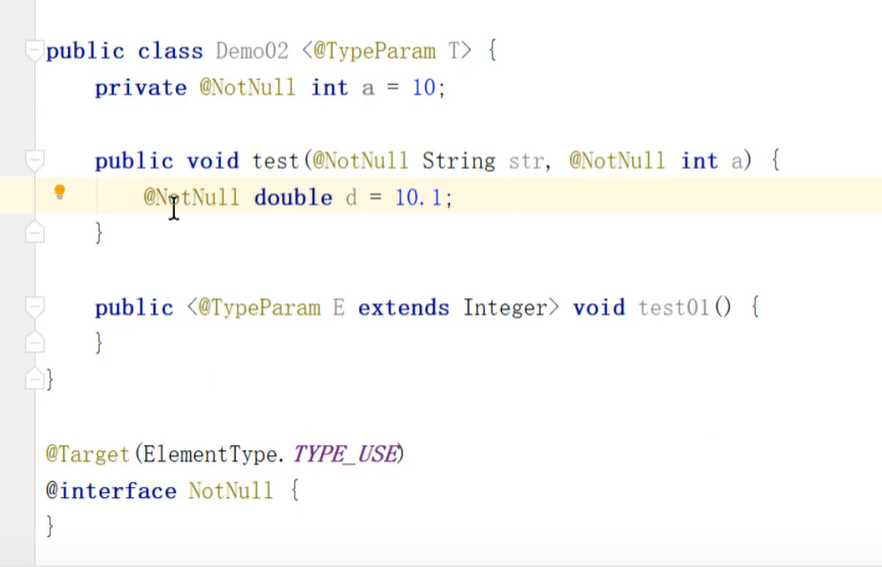 public class Demo02 <@TypeParam T> {
private @NotNull int a = 10;
public void test(@NotNull String str, @NotNull int a) {
@NotNull double d = 10.1;
}
public <@TypeParam E extends Integer> void test01() {
}
}
@Target(ElementType.TYPE_USE)
@interface NotNull {
}